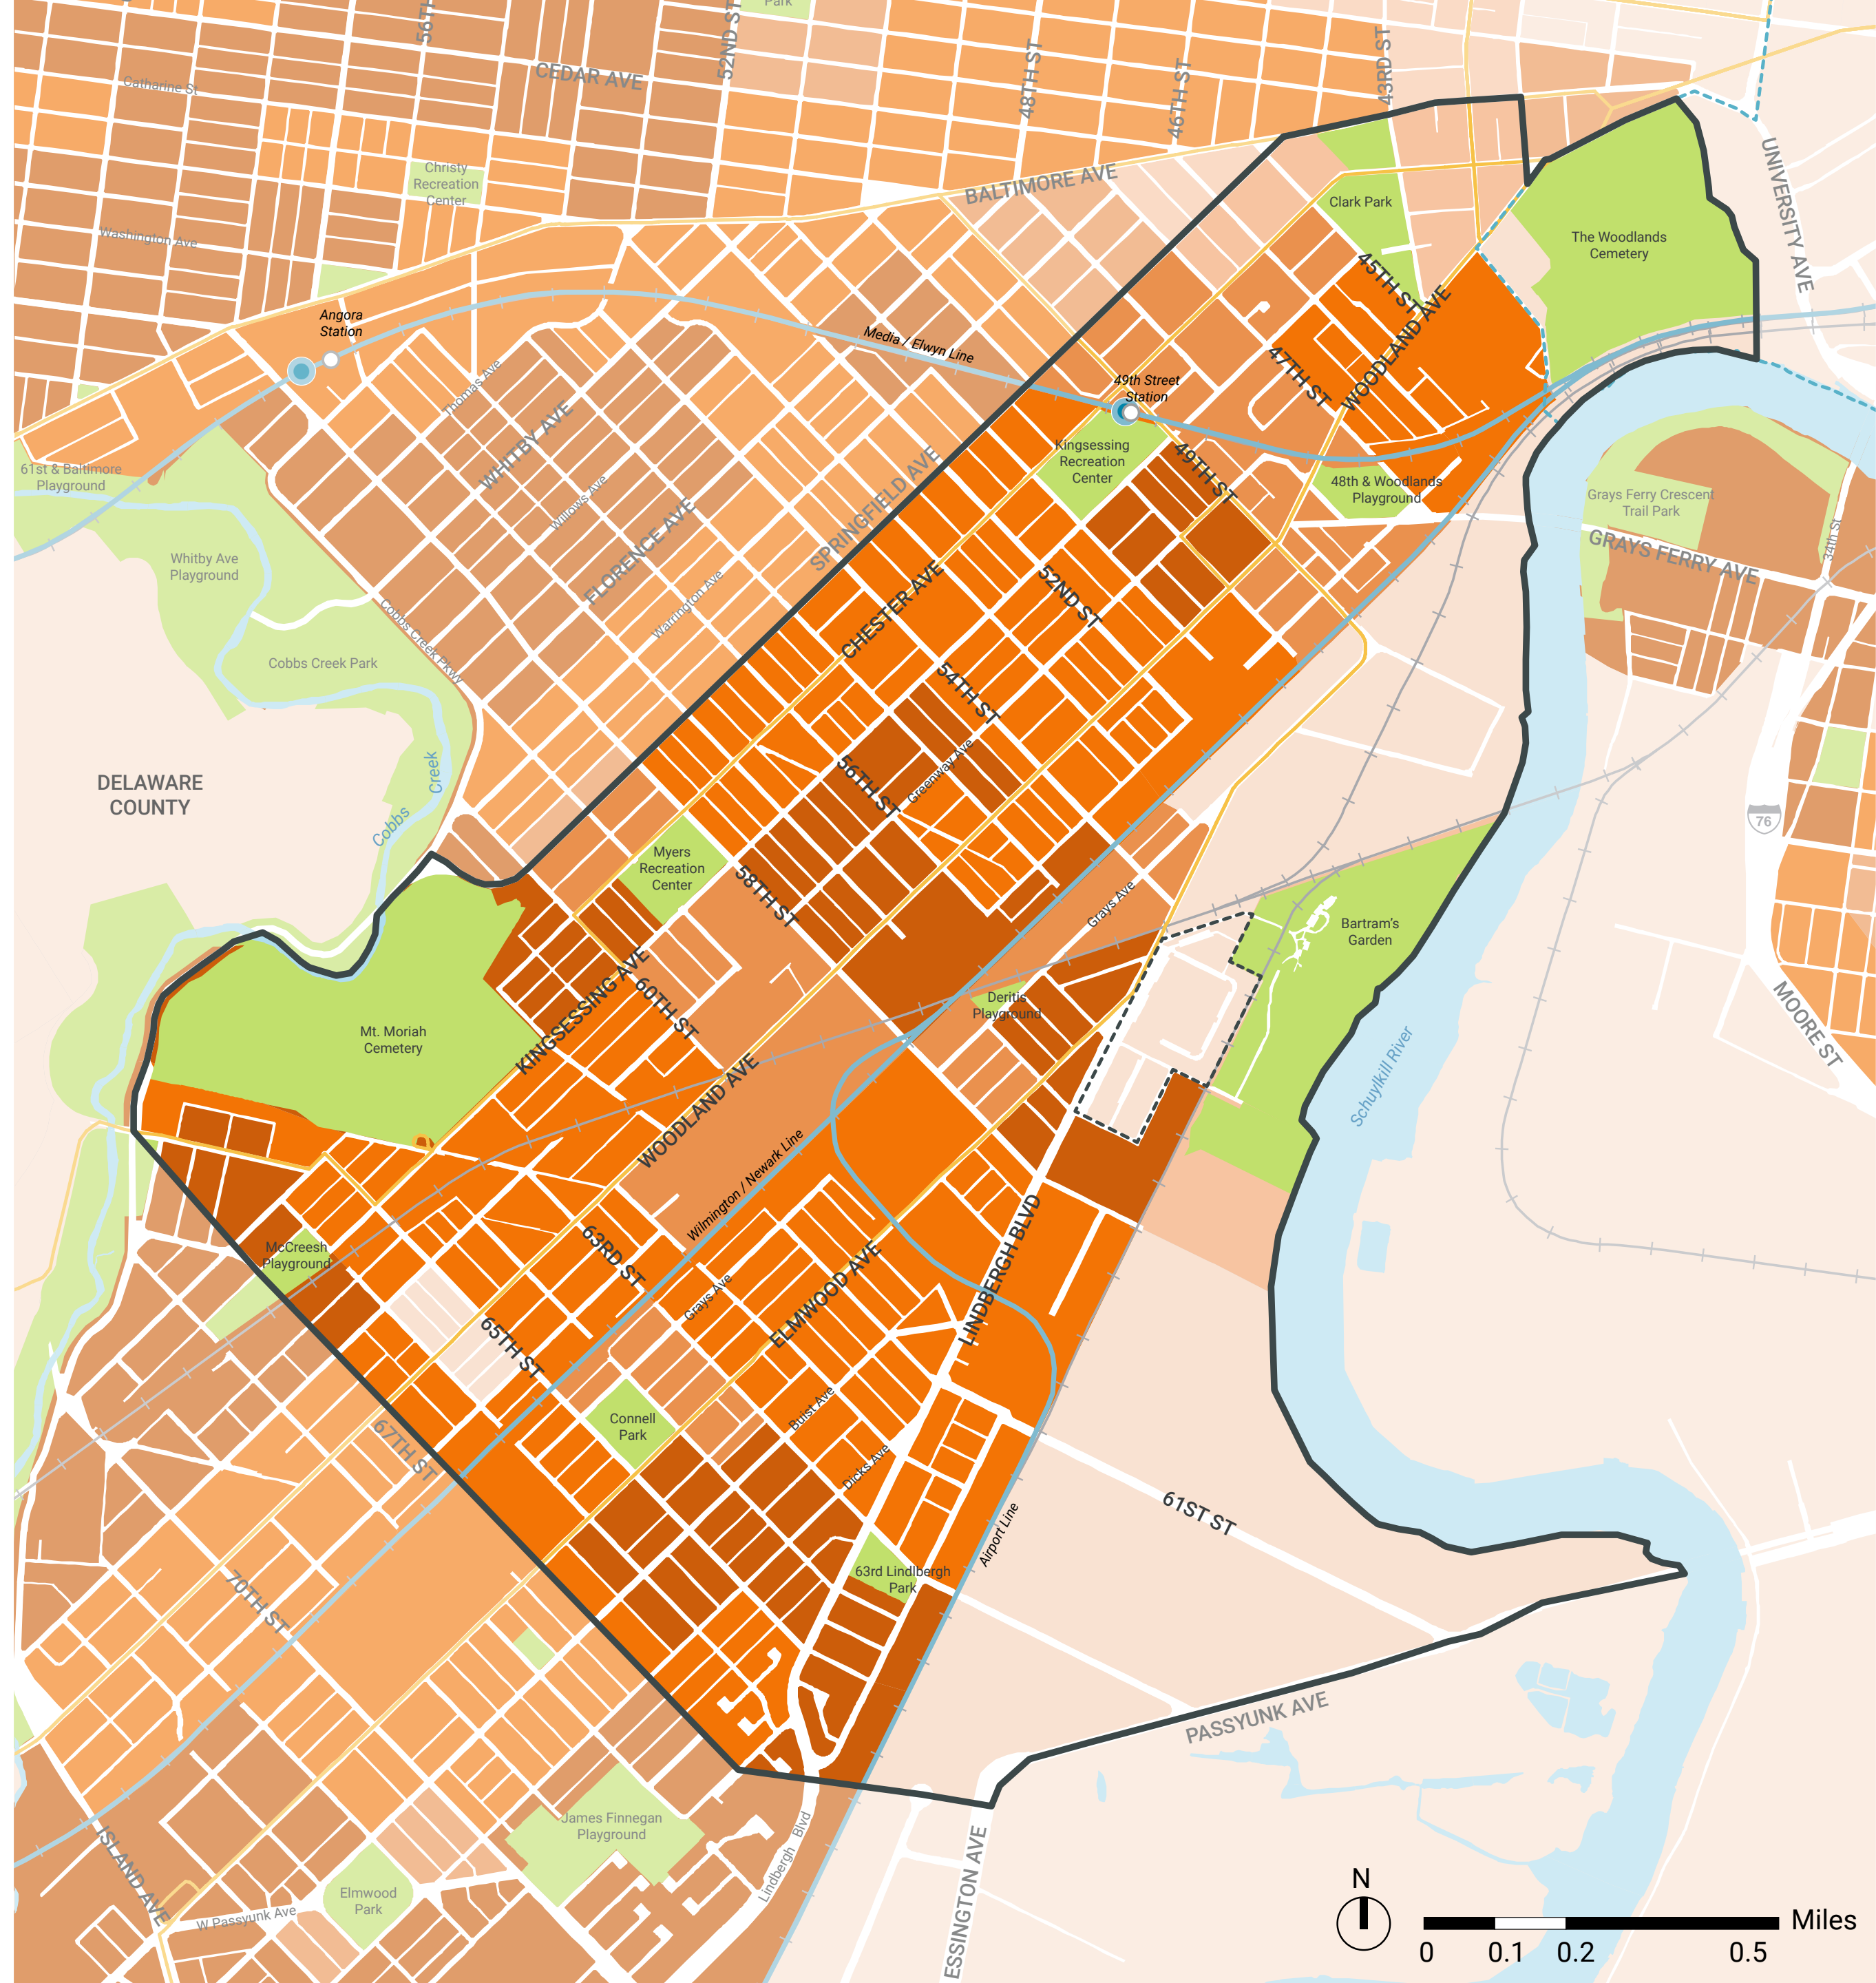 Park
56TH
52ND ST
CEDAR AVE
48TH ST
46TH ST
43RD ST
Catharine St
Christy
Recreation
Center
BALTIMORE AVE
UNIVERSITY AVE
Clark Park
The Woodlands
Cemetery
Washington Ave
45TH ST
WOODLAND AVE
Angora
Station
Media / Elwyn Line
49th Street
Station
47TH ST
Thomas Ave
WHITBY AVE
Kingsessing
Recreation
Center
49TH ST
48th & Woodlands
Playground
61st & Baltimore
Playground
Willows Ave
SPRINGFIELD AVE
Grays Ferry Crescent
Trail Park
34th St
GRAYS FERRY AVE
Whitby Ave
Playground
FLORENCE AVE
Warrington Ave
CHESTER AVE
52ND ST
Cobbs Creek Pkwy
Cobbs Creek Park
54TH ST
DELAWARE
COUNTY
Cobbs
Creek
56TH ST
Greenway Ave
76
Myers
Recreation
Center
58TH ST
Grays Ave
Bartram's
Garden
KINGSESSING AVE
60TH ST
Deritis
Playground
MOORE ST
Mt. Moriah
Cemetery
Schuylkill River
WOODLAND AVE
Wilmington / Newark Line
63RD ST
McCreesh
Playground
Grays Ave
ELMWOOD AVE
LINDBERGH BLVD
65TH ST
Connell
Park
Buist Ave
67TH ST
Dicks Ave
61ST ST
Airport Line
63rd Lindlbergh
Park
70TH ST
PASSYUNK AVE
James Finnegan
Playground
ISLAND AVE
Lindbergh Blvd
ESSINGTON AVE
Elmwood
Park
W Passyunk Ave
N
Miles
0
0.1
0.2
0.5